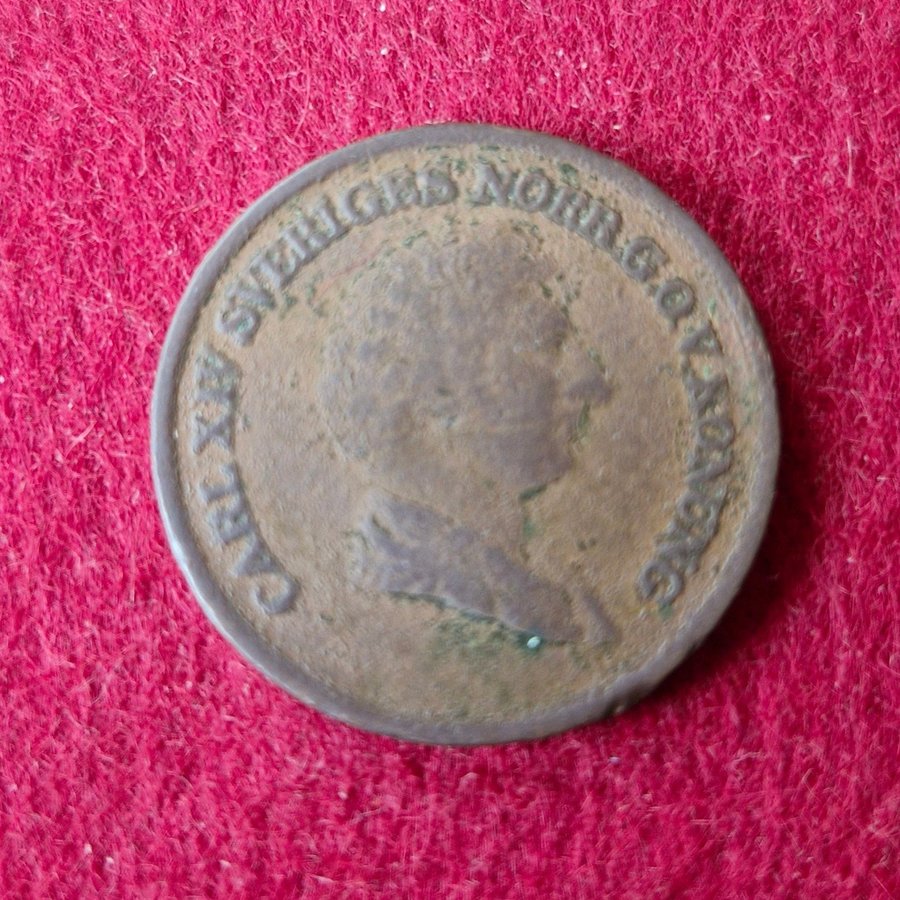 CARL XIV SVERIGES NORR. G. O. V. KONUNG